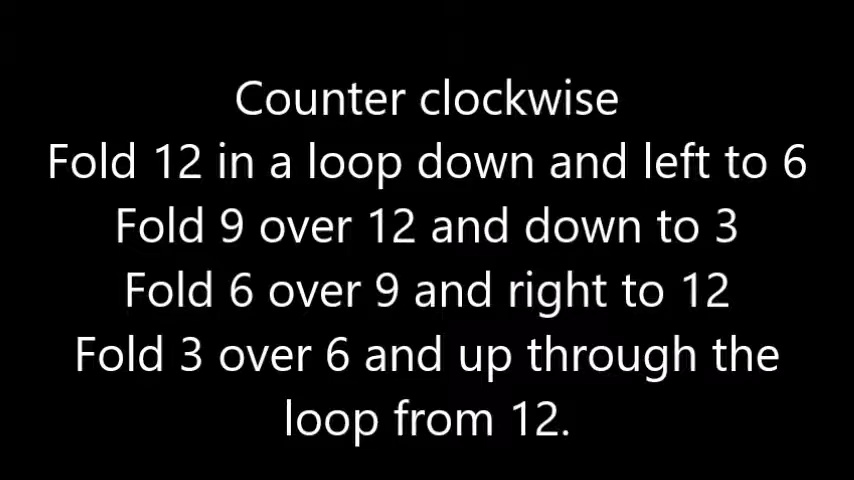 Counter clockwise
Fold 12 in a loop down and left to 6
Fold 9 over 12 and down to 3
Fold 6 over 9 and right to 12
Fold 3 over 6 and up through the
loop from 12.